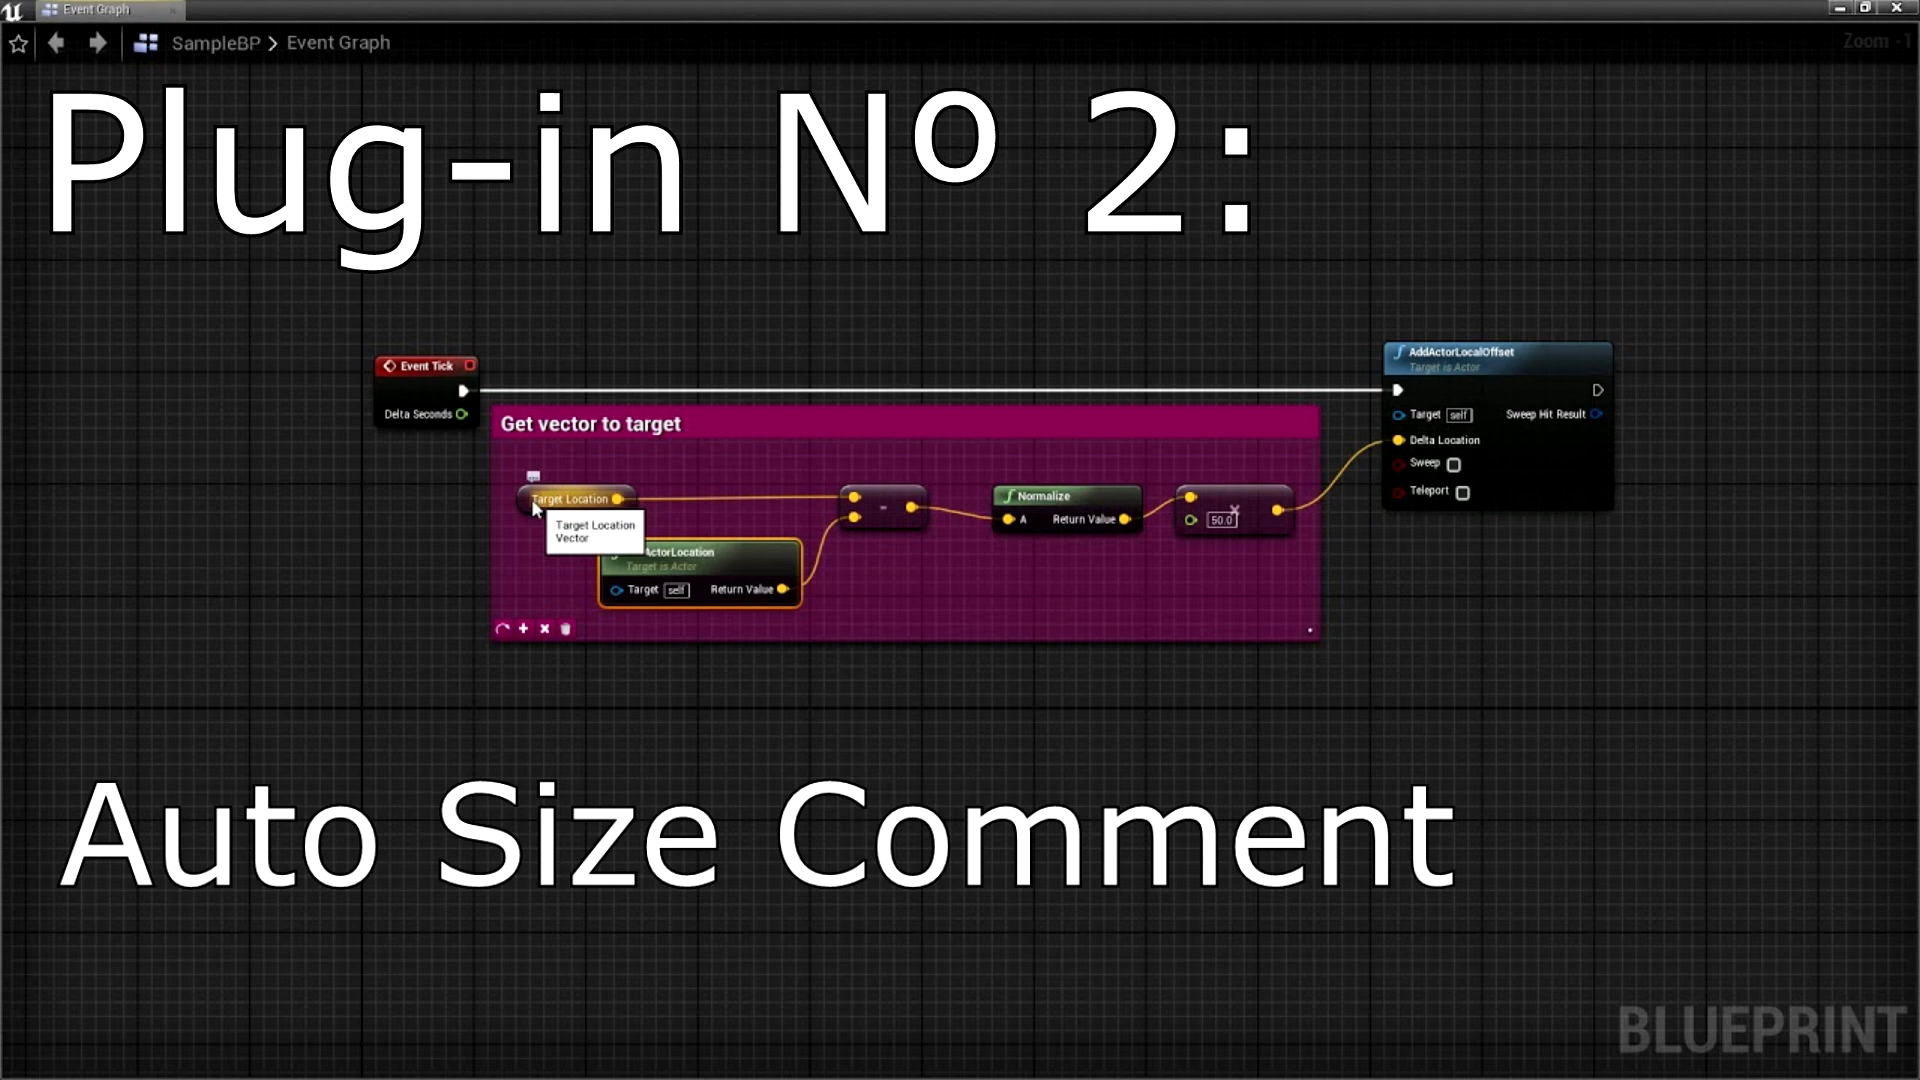 Event Graph
SampleBP > Event Graph
Zoom -1
Plug-in Nº 2:
Event Tick
Delta Seconds
AddActorLocalOffset
Target is Actor
Target self Sweep Hit Result
Delta Location
Sweep
Teleport
Get vector to target
Target Location
Target Location
Vector
-
Normalize
A Return Value
50.0
ActorLocation
Target is Actor
Target self Return Value
Auto Size Comment
BLUEPRINT